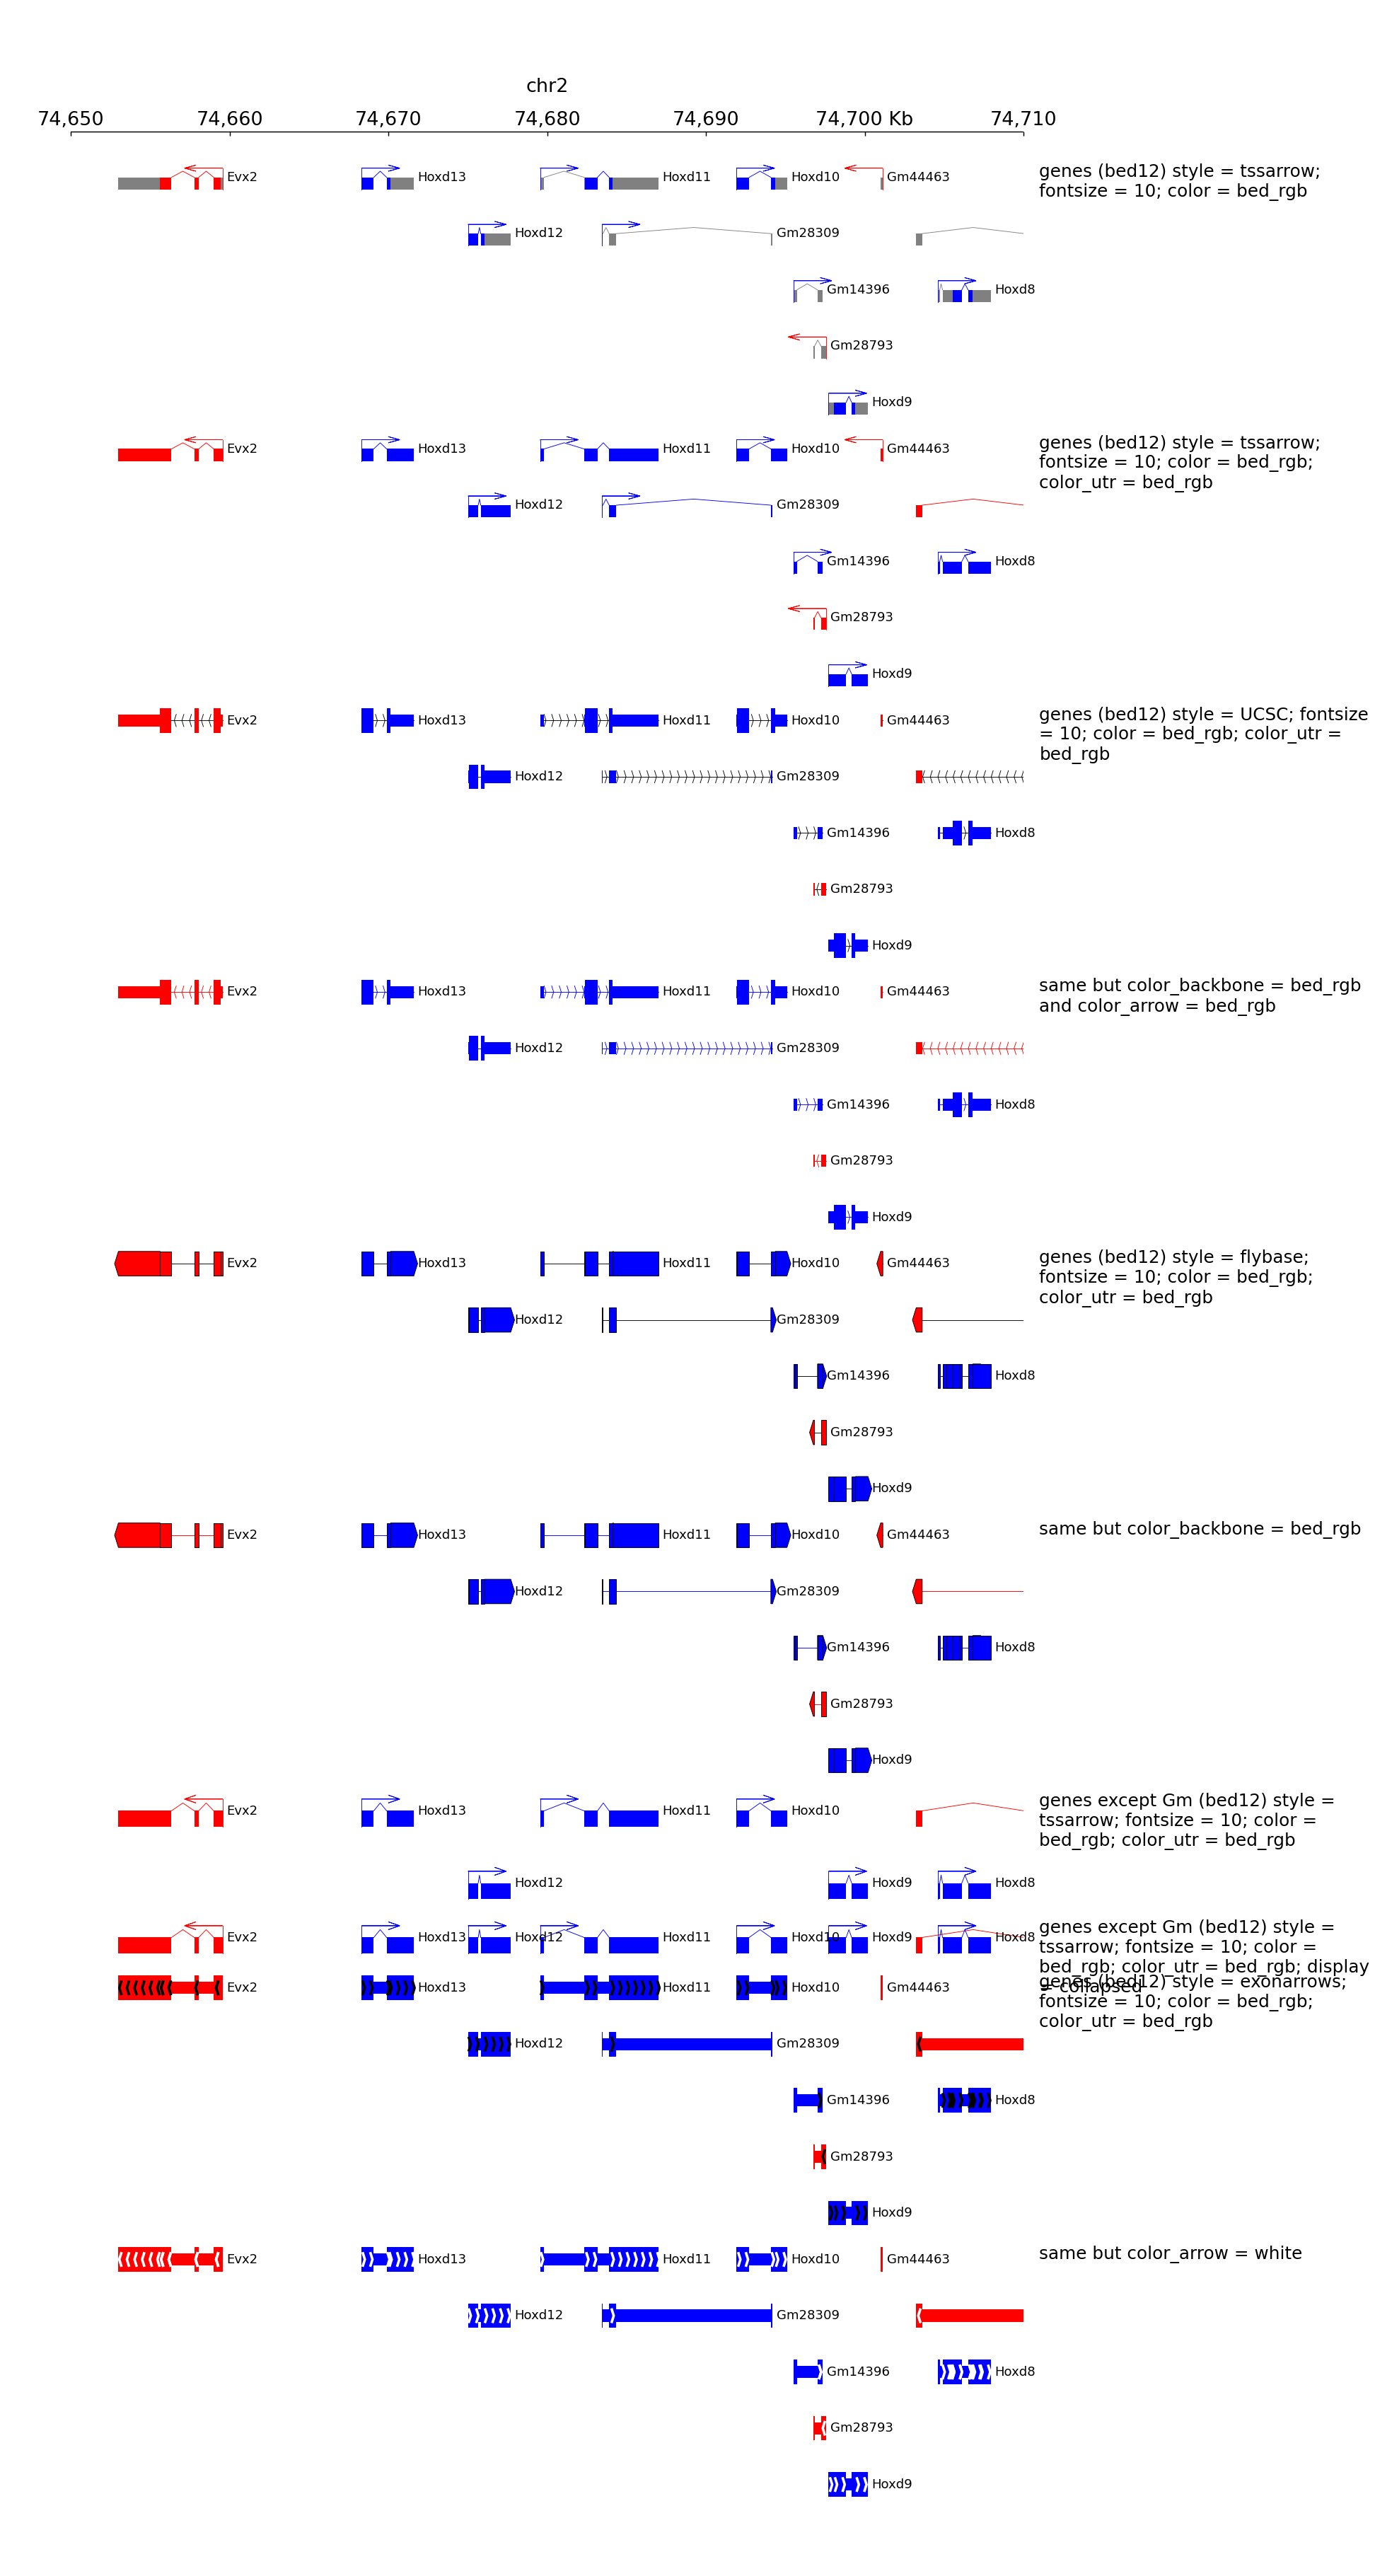 chr2
74,650 74,660 74,670 74,680 74,690 74,700 Kb 74,710
Evx2 Hoxd13 Hoxd11 Hoxd10 Gm44463
genes (bed12) style = tssarrow;
fontsize = 10; color = bed_rgb
Hoxd12 Gm28309
Gm14396 Hoxd8
Gm28793
Hoxd9
Evx2 Hoxd13 Hoxd11 Hoxd10 Gm44463
genes (bed12) style = tssarrow;
fontsize = 10; color = bed_rgb;
color_utr = bed_rgb
Hoxd12 Gm28309
Gm14396 Hoxd8
Gm28793
Hoxd9
Evx2 Hoxd13 Hoxd11 Hoxd10 Gm44463
genes (bed12) style = UCSC; fontsize
= 10; color = bed_rgb; color_utr =
bed_rgb
Hoxd12 Gm28309
Gm14396 Hoxd8
Gm28793
Hoxd9
Evx2 Hoxd13 Hoxd11 Hoxd10 Gm44463
same but color_backbone = bed_rgb
and color_arrow = bed_rgb
Hoxd12 Gm28309
Gm14396 Hoxd8
Gm28793
Hoxd9
Evx2 Hoxd13 Hoxd11 Hoxd10 Gm44463
genes (bed12) style = flybase;
fontsize = 10; color = bed_rgb;
color_utr = bed_rgb
Hoxd12 Gm28309
Gm14396 Hoxd8
Gm28793
Hoxd9
Evx2 Hoxd13 Hoxd11 Hoxd10 Gm44463
same but color_backbone = bed_rgb
Hoxd12 Gm28309
Gm14396 Hoxd8
Gm28793
Hoxd9
Evx2 Hoxd13 Hoxd11 Hoxd10
genes except Gm (bed12) style =
tssarrow; fontsize = 10; color =
bed_rgb; color_utr = bed_rgb
Hoxd12 Hoxd9 Hoxd8
Evx2 Hoxd13 Hoxd12 Hoxd11 Hoxd10 Hoxd9 Hoxd8
genes except Gm (bed12) style =
tssarrow; fontsize = 10; color =
bed_rgb; color_utr = bed_rgb; display
= collapsed
Evx2 Hoxd13 Hoxd11 Hoxd10 Gm44463
genes (bed12) style = exonarrows;
fontsize = 10; color = bed_rgb;
color_utr = bed_rgb
Hoxd12 Gm28309
Gm14396 Hoxd8
Gm28793
Hoxd9
Evx2 Hoxd13 Hoxd11 Hoxd10 Gm44463
same but color_arrow = white
Hoxd12 Gm28309
Gm14396 Hoxd8
Gm28793
Hoxd9